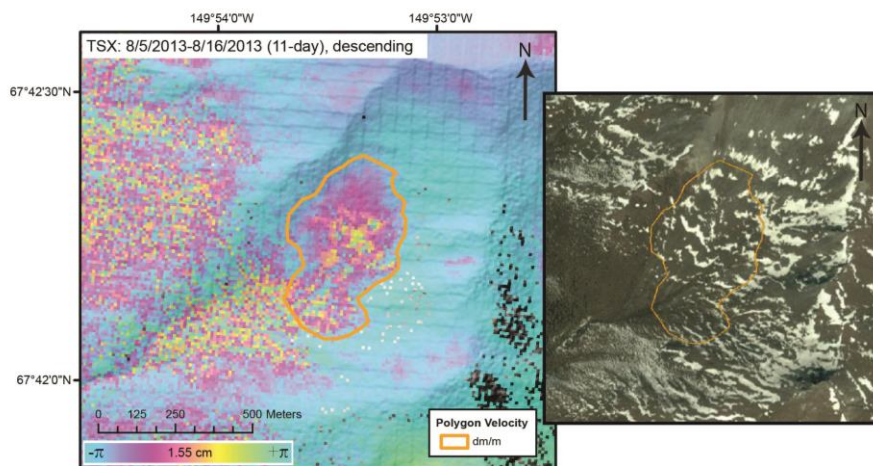 149°54'0"W 149°53'0"W
TSX: 8/5/2013-8/16/2013 (11-day), descending
N
67°42'30"N
N
67°42'0"N
0 125 250 500 Meters
Polygon Velocity
dm/m
-π 1.55 cm +π